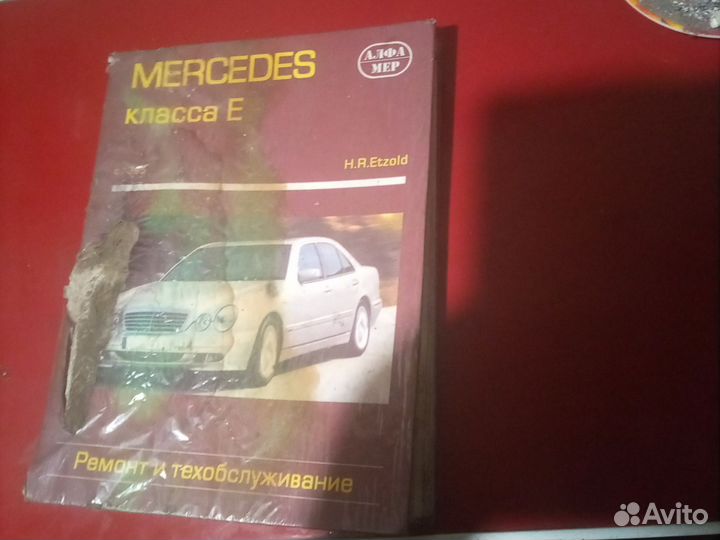 MERCEDES
АЛФА
МЕР
класса E
H.R.Etzold
Ремонт и техобслуживание
Avito